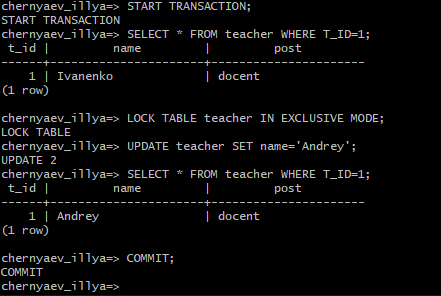 chernyaev_illya=> START TRANSACTION;
START TRANSACTION
chernyaev_illya=> SELECT * FROM teacher WHERE T_ID=1;
 t_id |         name         |         post
------+----------------------+----------------------
    1 | Ivanenko             | docent
(1 row)

chernyaev_illya=> LOCK TABLE teacher IN EXCLUSIVE MODE;
LOCK TABLE
chernyaev_illya=> UPDATE teacher SET name='Andrey';
UPDATE 2
chernyaev_illya=> SELECT * FROM teacher WHERE T_ID=1;
 t_id |         name         |         post
------+----------------------+----------------------
    1 | Andrey               | docent
(1 row)

chernyaev_illya=> COMMIT;
COMMIT
chernyaev_illya=>